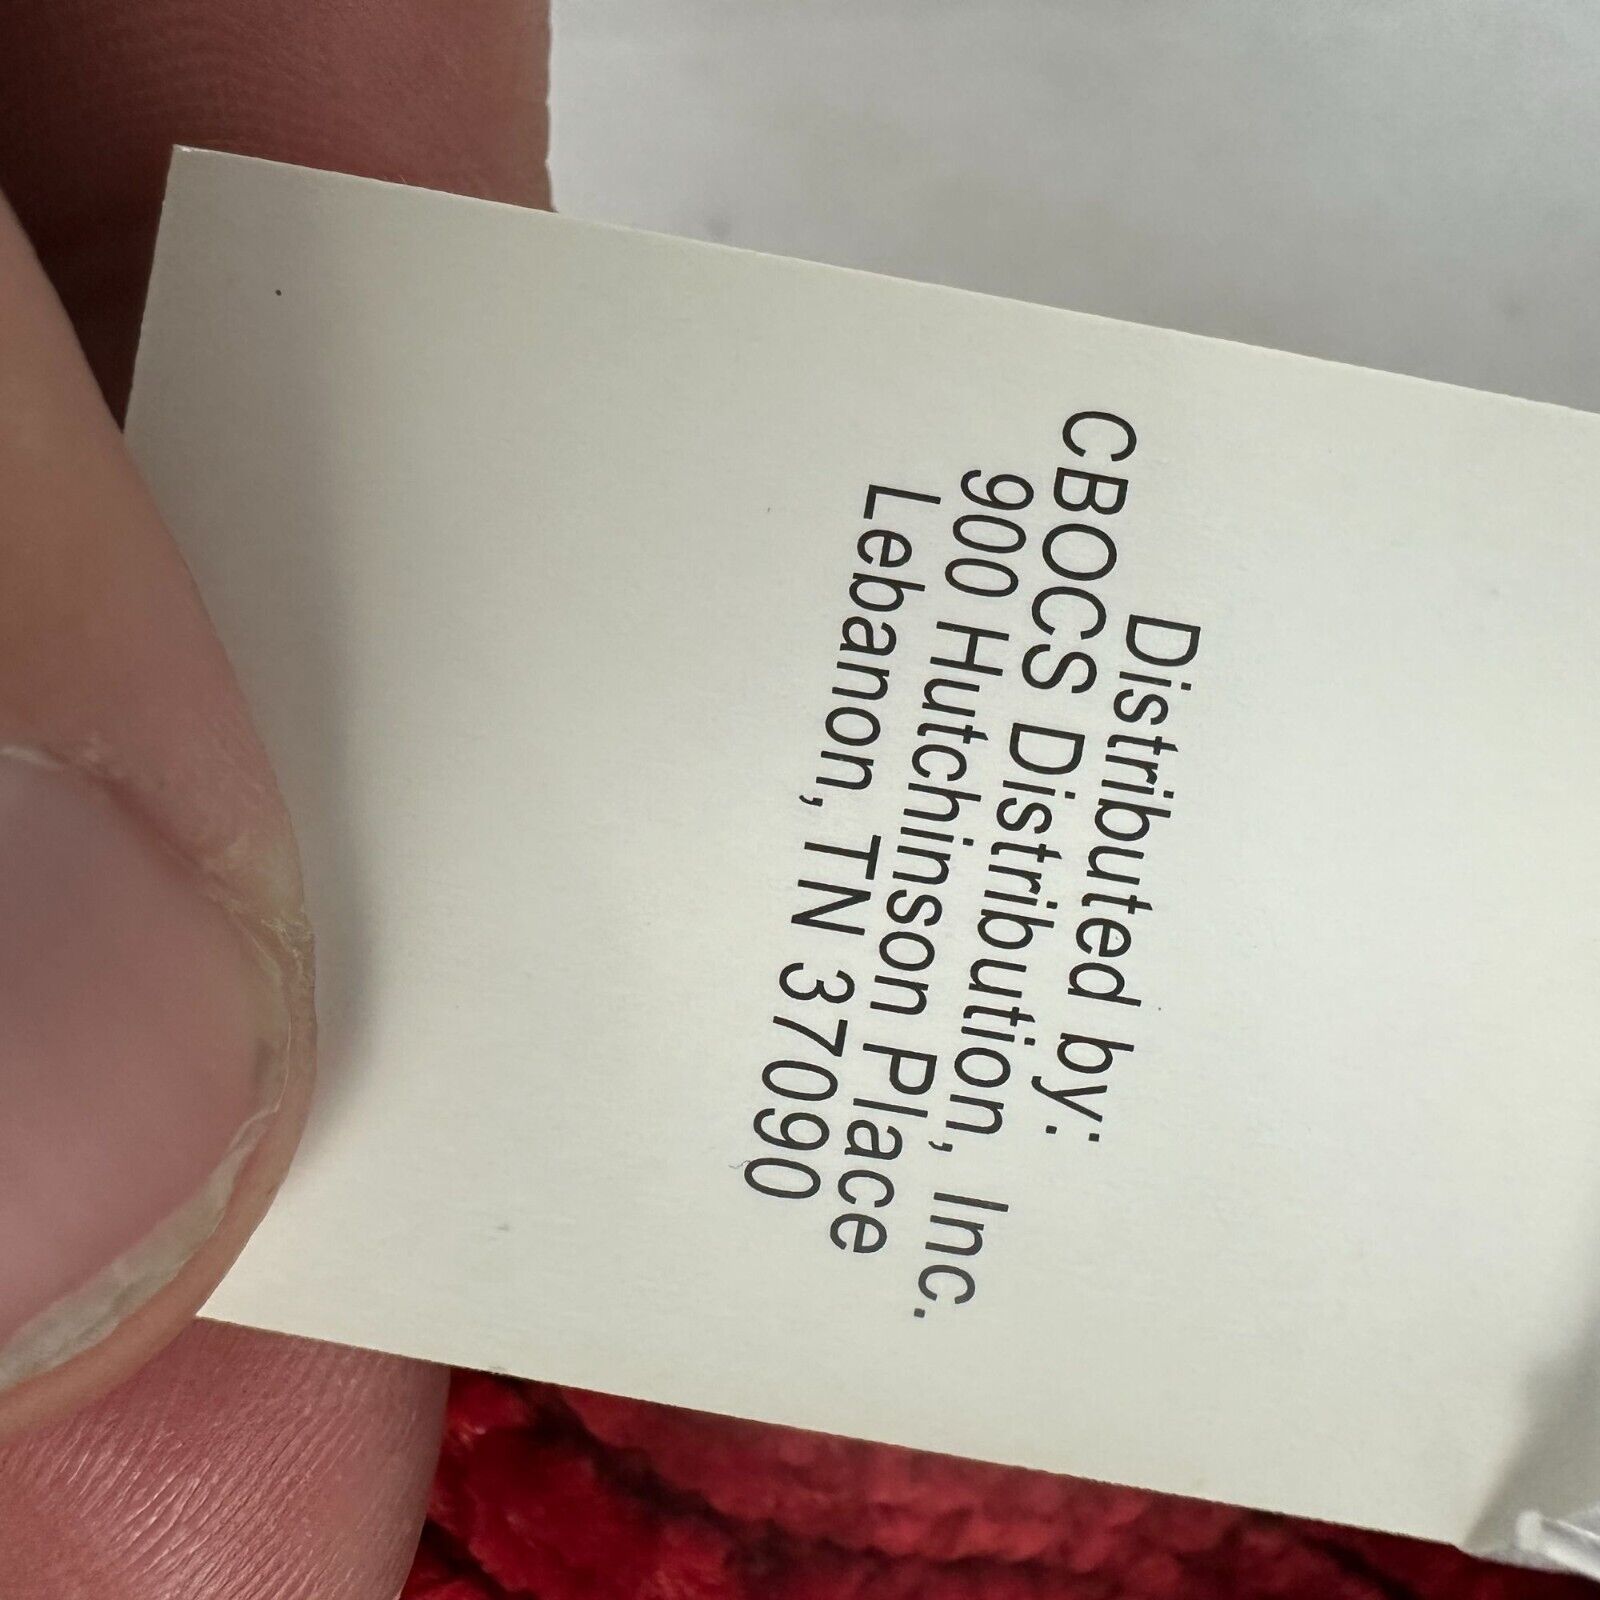 Distributed by:
CBOCS Distribution, Inc.
900 Hutchinson Place
Lebanon, TN 37090